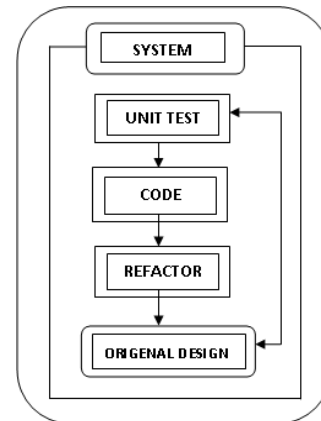 SYSTEM
UNIT TEST
CODE
REFACTOR
ORIGENAL DESIGN